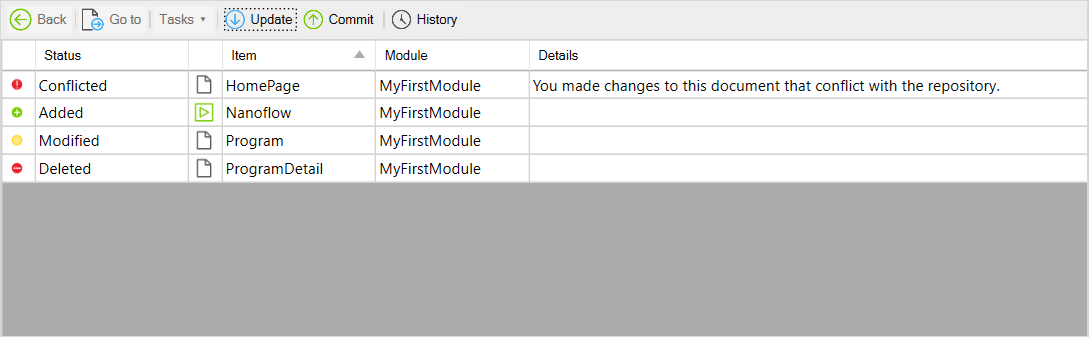 Back Go to Tasks Update Commit History
Status Item Module Details
Conflicted HomePage MyFirstModule You made changes to this document that conflict with the repository.
Added Nanoflow MyFirstModule
Modified Program MyFirstModule
Deleted ProgramDetail MyFirstModule